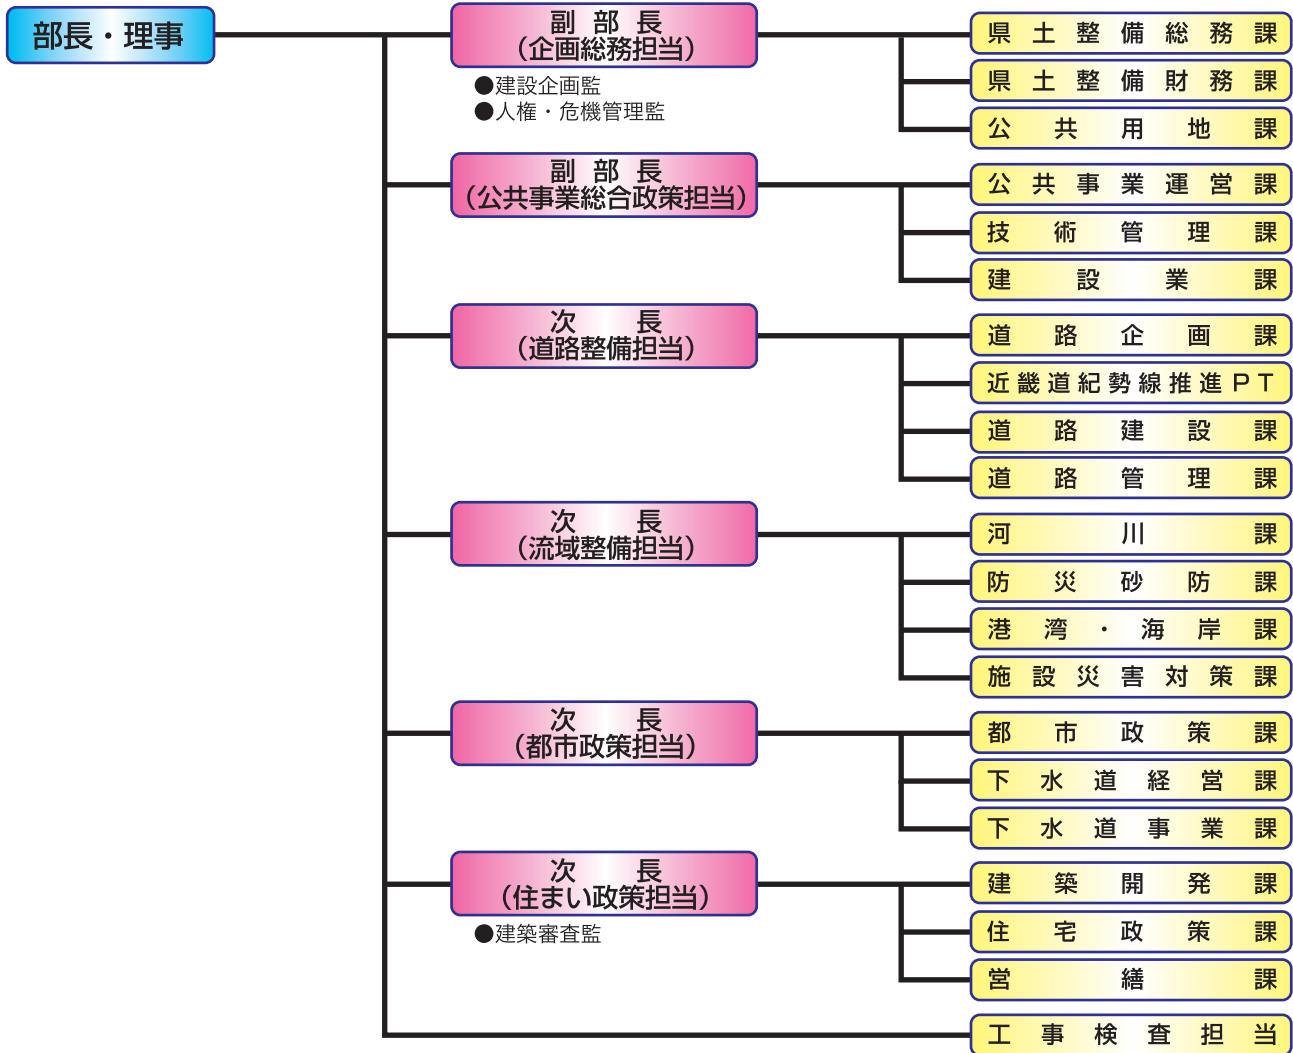 部長・理事
副部長
（企画総務担当）
●建設企画監
●人権・危機管理監
県土整備総務課
県土整備財務課
公共用地課
副部長
（公共事業総合政策担当）
公共事業運営課
技術管理課
建設業課
次長
（道路整備担当）
道路企画課
近畿道紀勢線推進PT
道路建設課
道路管理課
次長
（流域整備担当）
河川課
防災砂防課
港湾・海岸課
施設災害対策課
次長
（都市政策担当）
都市政策課
下水道経営課
下水道事業課
次長
（住まい政策担当）
●建築審査監
建築開発課
住宅政策課
営繕課
工事検査担当